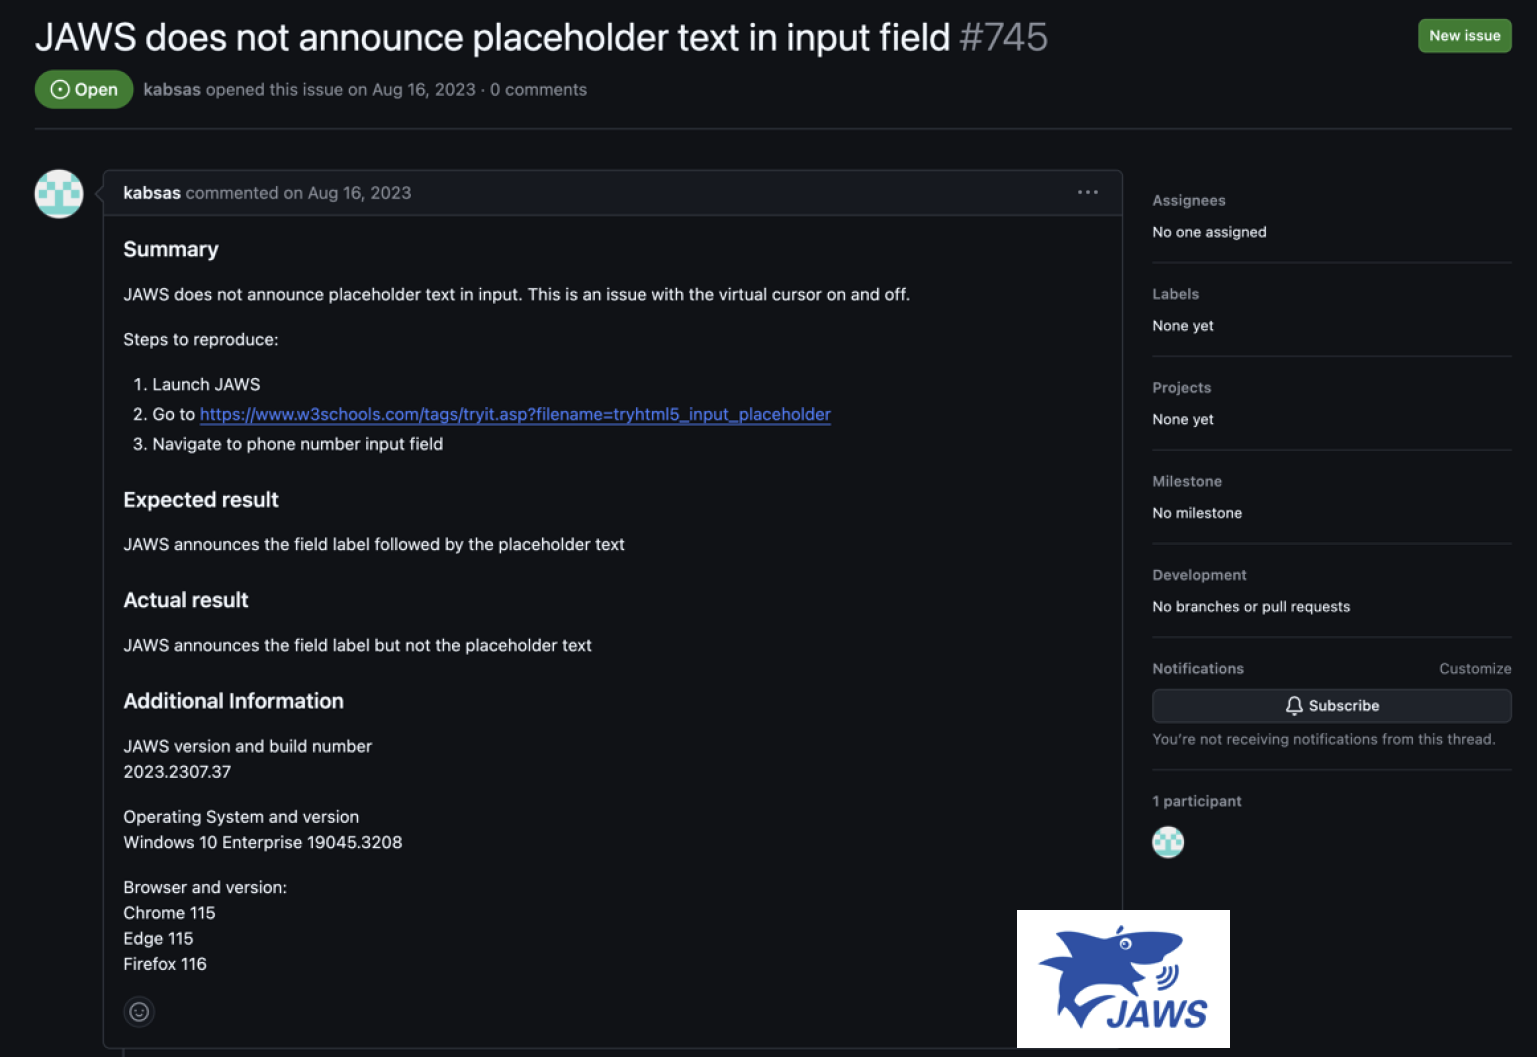 JAWS does not announce placeholder text in input field #745
New issue
Open
kabsas opened this issue on Aug 16, 2023 · 0 comments
kabsas commented on Aug 16, 2023
Summary
JAWS does not announce placeholder text in input. This is an issue with the virtual cursor on and off.
Steps to reproduce:
1. Launch JAWS
2. Go to https://www.w3schools.com/tags/tryit.asp?filename=tryhtml5_input_placeholder
3. Navigate to phone number input field
Expected result
JAWS announces the field label followed by the placeholder text
Actual result
JAWS announces the field label but not the placeholder text
Additional Information
JAWS version and build number
2023.2307.37
Operating System and version
Windows 10 Enterprise 19045.3208
Browser and version:
Chrome 115
Edge 115
Firefox 116
Assignees
No one assigned
Labels
None yet
Projects
None yet
Milestone
No milestone
Development
No branches or pull requests
Notifications
Customize
Subscribe
You're not receiving notifications from this thread.
1 participant
JAWS